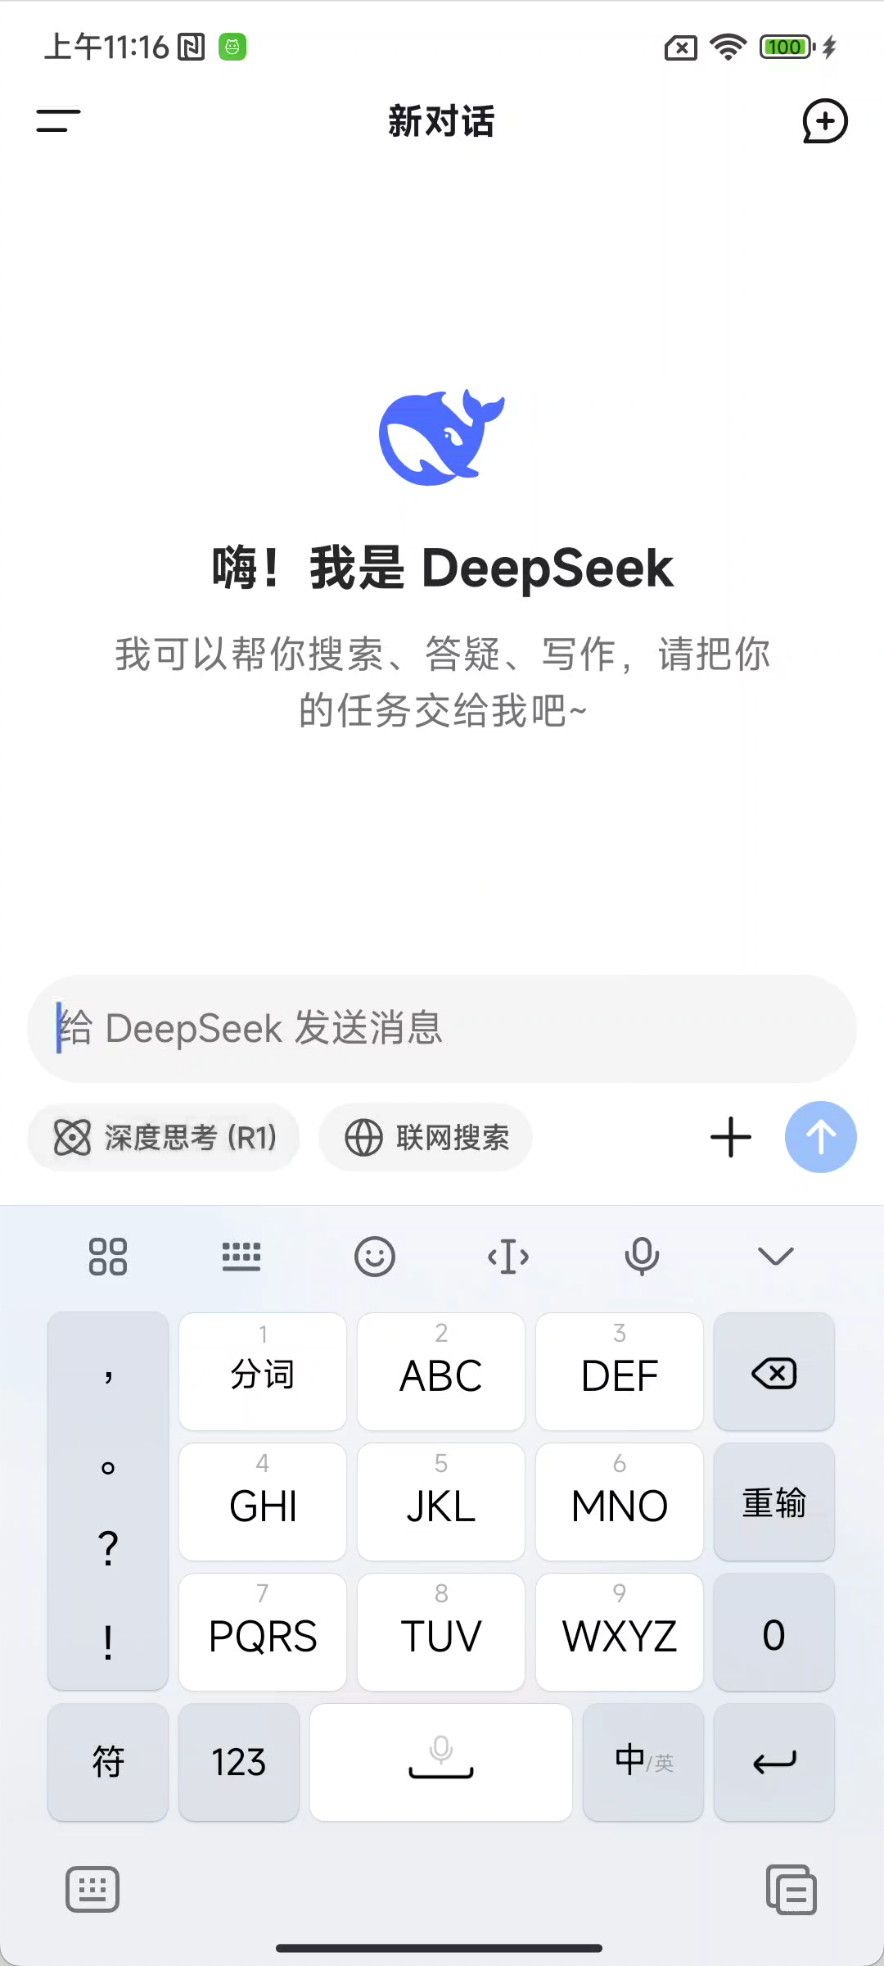 上午11:16
100
新对话
嗨！我是 DeepSeek
我可以帮你搜索、答疑、写作，请把你
的任务交给我吧~
给 DeepSeek 发送消息
深度思考 (R1)
联网搜索
，
。
？
！
1
分词
2
ABC
3
DEF
4
GHI
5
JKL
6
MNO
重输
7
PQRS
8
TUV
9
WXYZ
0
符
123
中/英